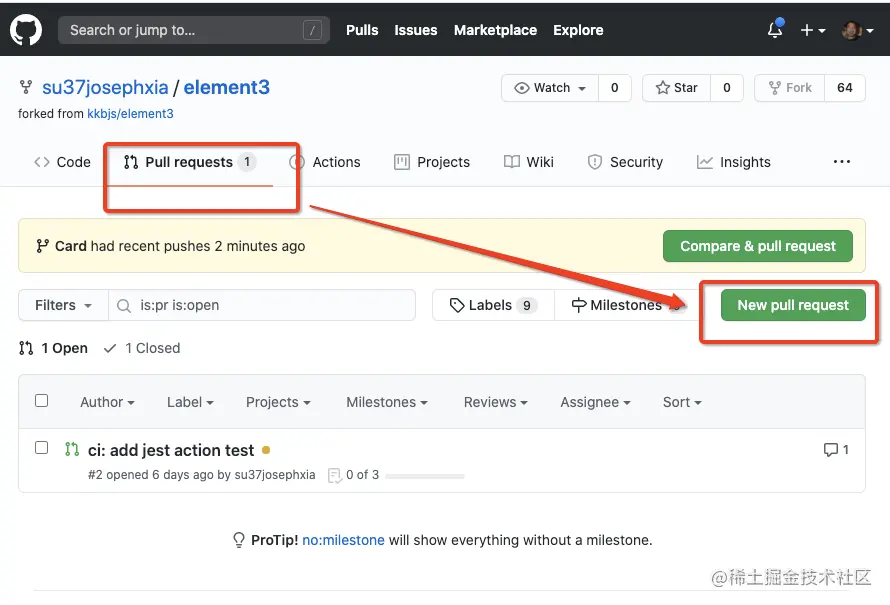 Search or jump to... /
Pulls Issues Marketplace Explore
su37josephxia / element3
Watch 0 Star 0 Fork 64
forked from kkbjs/element3
Code Pull requests 1 Actions Projects Wiki Security Insights
Card had recent pushes 2 minutes ago
Compare & pull request
Filters is:pr is:open Labels 9 Milestones New pull request
1 Open 1 Closed
Author Label Projects Milestones Reviews Assignee Sort
ci: add jest action test 1
#2 opened 6 days ago by su37josephxia 0 of 3
ProTip! no:milestone will show everything without a milestone.
@稀土掘金技术社区